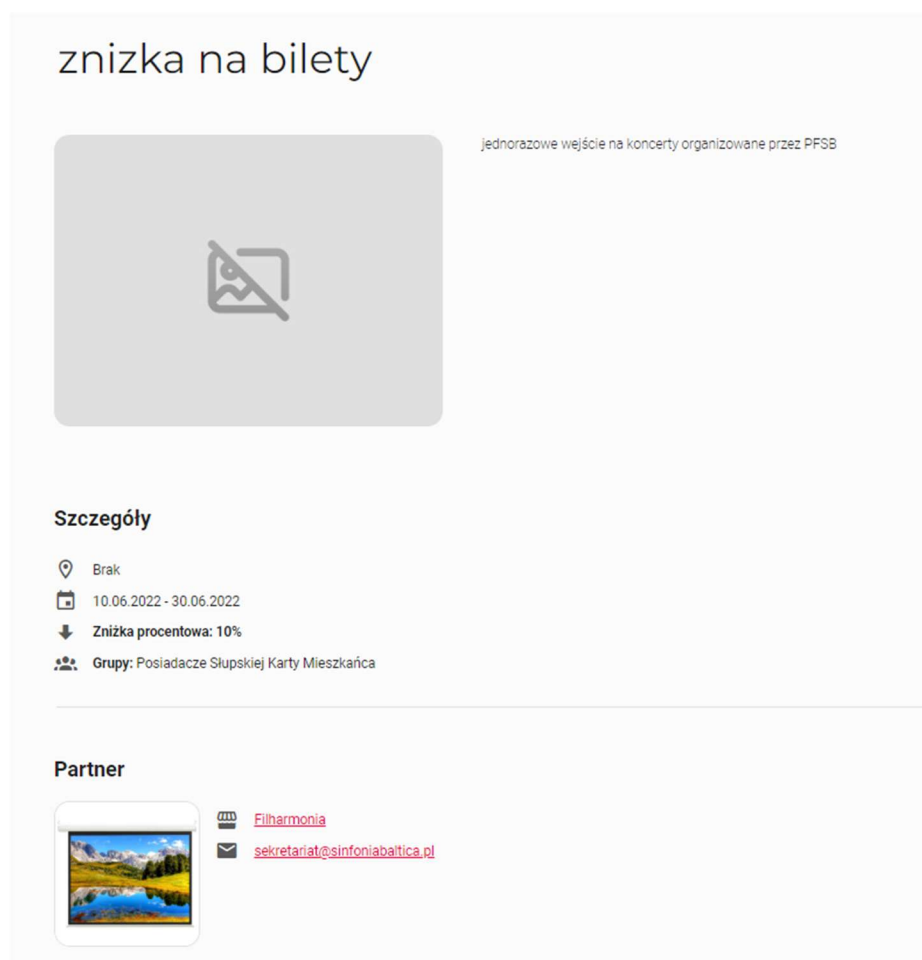 znizka na bilety
jednorazowe wejście na koncerty organizowane przez PFSB
Szczegóły
Brak
10.06.2022 - 30.06.2022
Zniżka procentowa: 10%
Grupy: Posiadacze Słupskiej Karty Mieszkańca
Partner
Filharmonia
sekretariat@sinfoniabaltica.pl